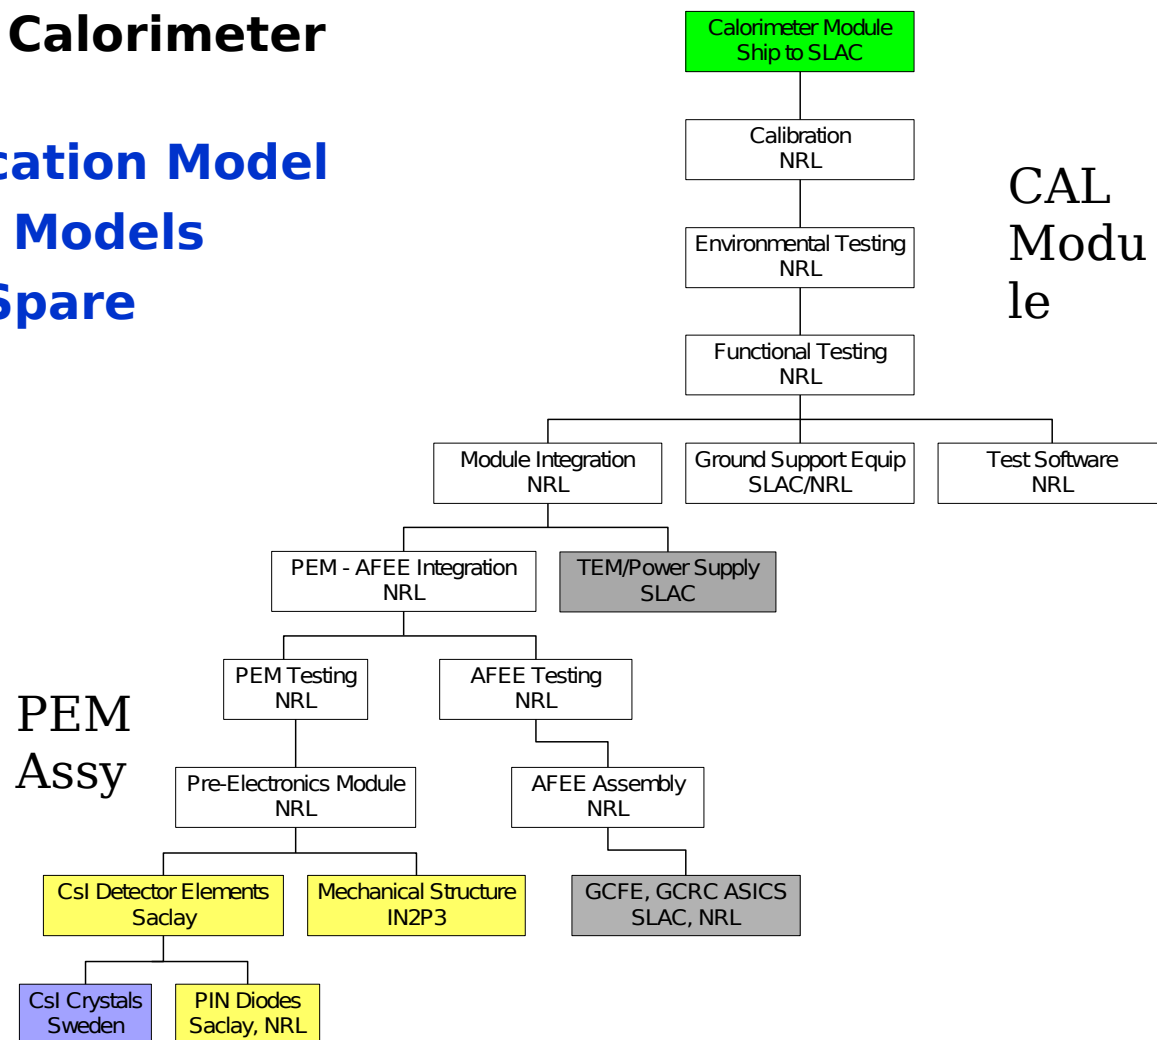 Calorimeter
cation Model
Models
Spare
Calorimeter Module
Ship to SLAC
Calibration
NRL
CAL
Modu
le
Environmental Testing
NRL
Functional Testing
NRL
Module Integration
NRL
Ground Support Equip
SLAC/NRL
Test Software
NRL
PEM - AFEE Integration
NRL
TEM/Power Supply
SLAC
PEM Testing
NRL
AFEE Testing
NRL
PEM
Assy
Pre-Electronics Module
NRL
AFEE Assembly
NRL
CsI Detector Elements
Saclay
Mechanical Structure
IN2P3
GCFE, GCRC ASICS
SLAC, NRL
CsI Crystals
Sweden
PIN Diodes
Saclay, NRL